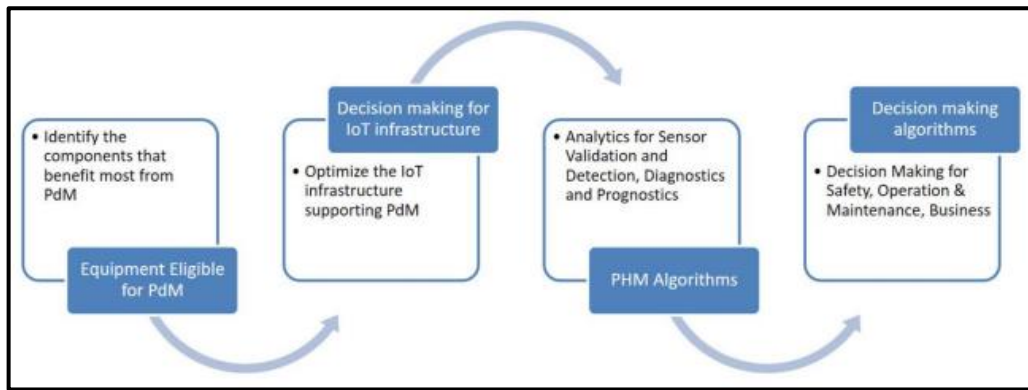 • Identify the
components that
benefit most from
PdM
Equipment Eligible
for PdM
Decision making for
IoT infrastructure
• Optimize the IoT
infrastructure
supporting PdM
• Analytics for Sensor
Validation and
Detection, Diagnostics
and Prognostics
PHM Algorithms
Decision making
algorithms
• Decision Making for
Safety, Operation &
Maintenance, Business